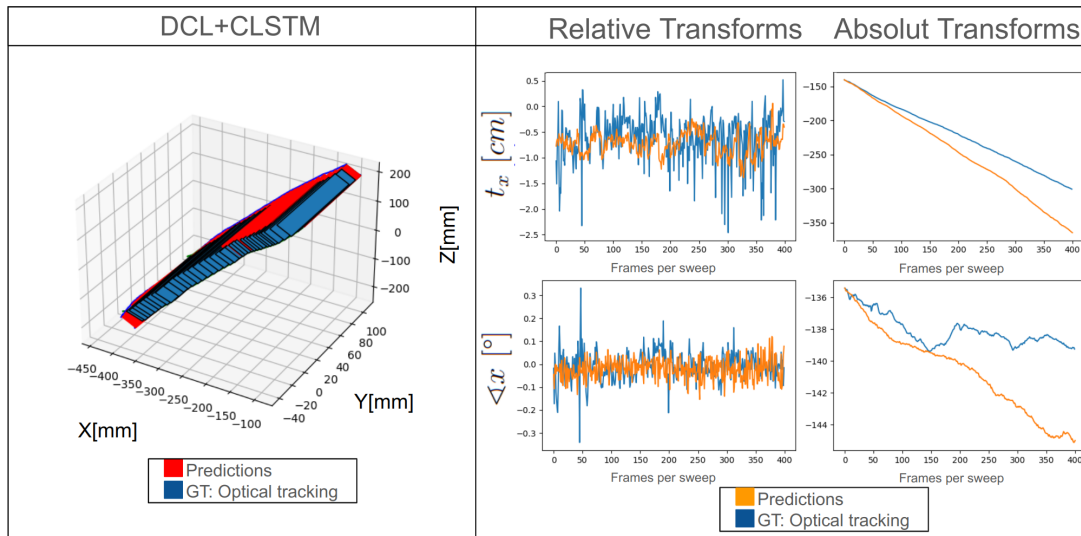 DCL+CLSTM
Relative Transforms
Absolut Transforms
200
100
0
−100
−200
Z[mm]
100
80
60
40
20
0
−20
−40
Y[mm]
−450
−400
−350
−300
−250
−200
−150
−100
X[mm]
Predictions
GT: Optical tracking
t_x [cm]
0.5
0.0
−0.5
−1.0
−1.5
−2.0
−2.5
0 50 100 150 200 250 300 350 400
Frames per sweep
−150
−200
−250
−300
−350
0 50 100 150 200 250 300 350 400
Frames per sweep
∢x [°]
0.3
0.2
0.1
0.0
−0.1
−0.2
−0.3
0 50 100 150 200 250 300 350 400
Frames per sweep
−136
−138
−140
−142
−144
0 50 100 150 200 250 300 350 400
Frames per sweep
Predictions
GT: Optical tracking